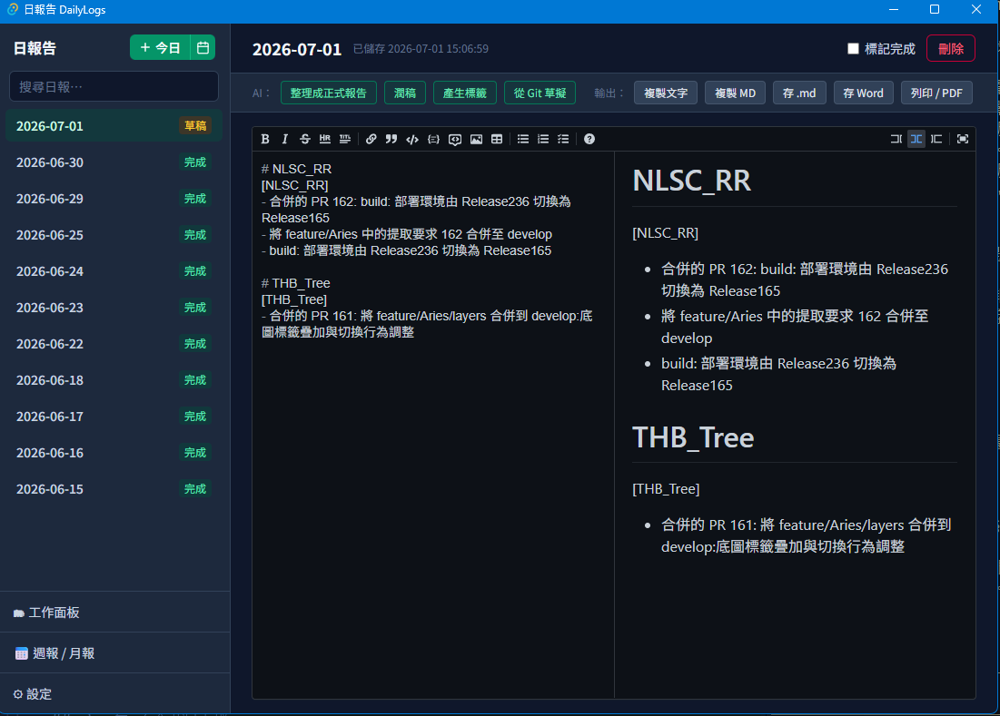 日報告 DailyLogs
日報告
+ 今日
搜尋日報…
2026-07-01 草稿
2026-06-30 完成
2026-06-29 完成
2026-06-25 完成
2026-06-24 完成
2026-06-23 完成
2026-06-22 完成
2026-06-18 完成
2026-06-17 完成
2026-06-16 完成
2026-06-15 完成
工作面板
週報 / 月報
設定
2026-07-01 已儲存 2026-07-01 15:06:59 標記完成 刪除
AI： 整理成正式報告 潤稿 產生標籤 從 Git 草擬 輸出： 複製文字 複製 MD 存 .md 存 Word 列印 / PDF
# NLSC_RR
[NLSC_RR]
- 合併的 PR 162: build: 部署環境由 Release236 切換為
Release165
- 將 feature/Aries 中的提取要求 162 合併至 develop
- build: 部署環境由 Release236 切換為 Release165
# THB_Tree
[THB_Tree]
- 合併的 PR 161: 將 feature/Aries/layers 合併到 develop:底
圖標籤疊加與切換行為調整
NLSC_RR
[NLSC_RR]
• 合併的 PR 162: build: 部署環境由 Release236
切換為 Release165
• 將 feature/Aries 中的提取要求 162 合併至
develop
• build: 部署環境由 Release236 切換為
Release165
THB_Tree
[THB_Tree]
• 合併的 PR 161: 將 feature/Aries/layers 合併到
develop:底圖標籤疊加與切換行為調整